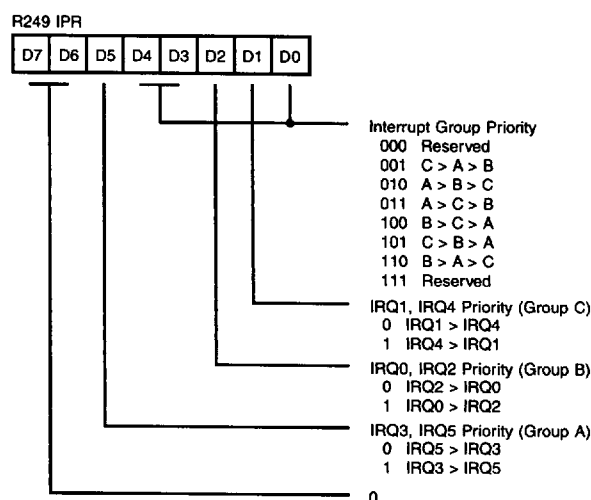 R249 IPR
D7 D6 D5 D4 D3 D2 D1 D0
Interrupt Group Priority
000 Reserved
001 C > A > B
010 A > B > C
011 A > C > B
100 B > C > A
101 C > B > A
110 B > A > C
111 Reserved
IRQ1, IRQ4 Priority (Group C)
0 IRQ1 > IRQ4
1 IRQ4 > IRQ1
IRQ0, IRQ2 Priority (Group B)
0 IRQ2 > IRQ0
1 IRQ0 > IRQ2
IRQ3, IRQ5 Priority (Group A)
0 IRQ5 > IRQ3
1 IRQ3 > IRQ5
0